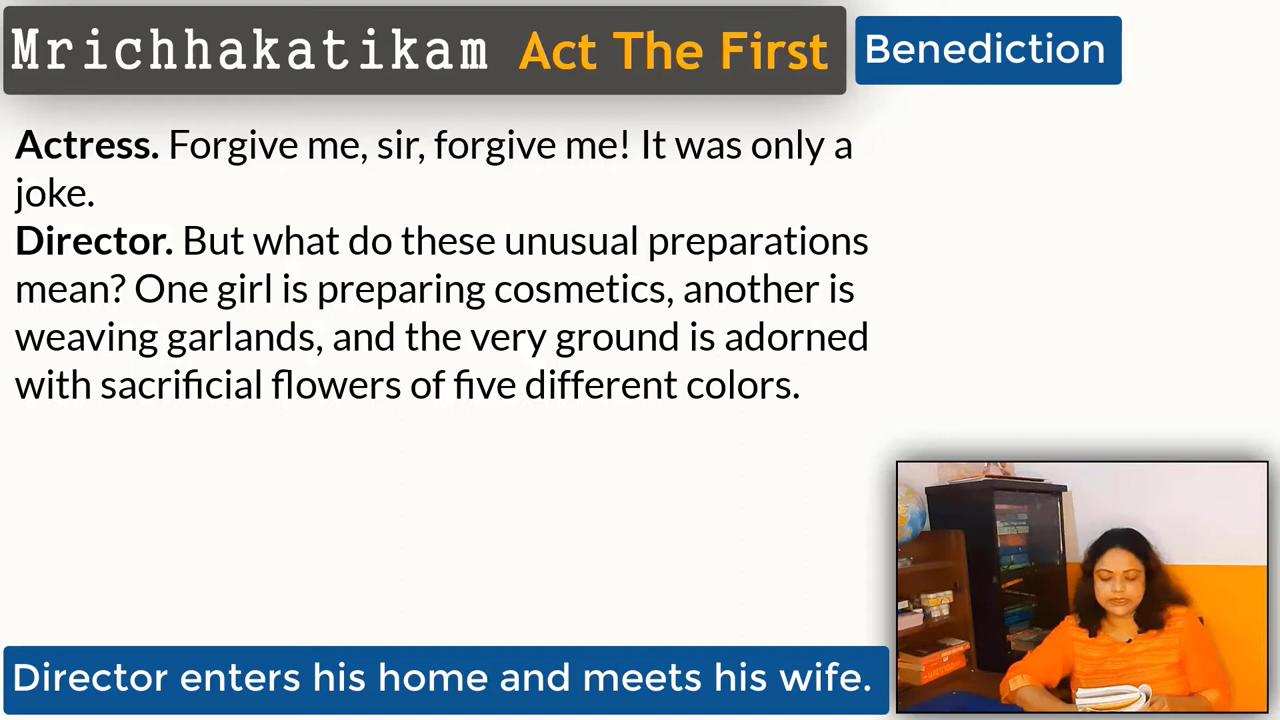 Mrichhakatikam Act The First
Benediction
Actress. Forgive me, sir, forgive me! It was only a
joke.
Director. But what do these unusual preparations
mean? One girl is preparing cosmetics, another is
weaving garlands, and the very ground is adorned
with sacrificial flowers of five different colors.
Director enters his home and meets his wife.